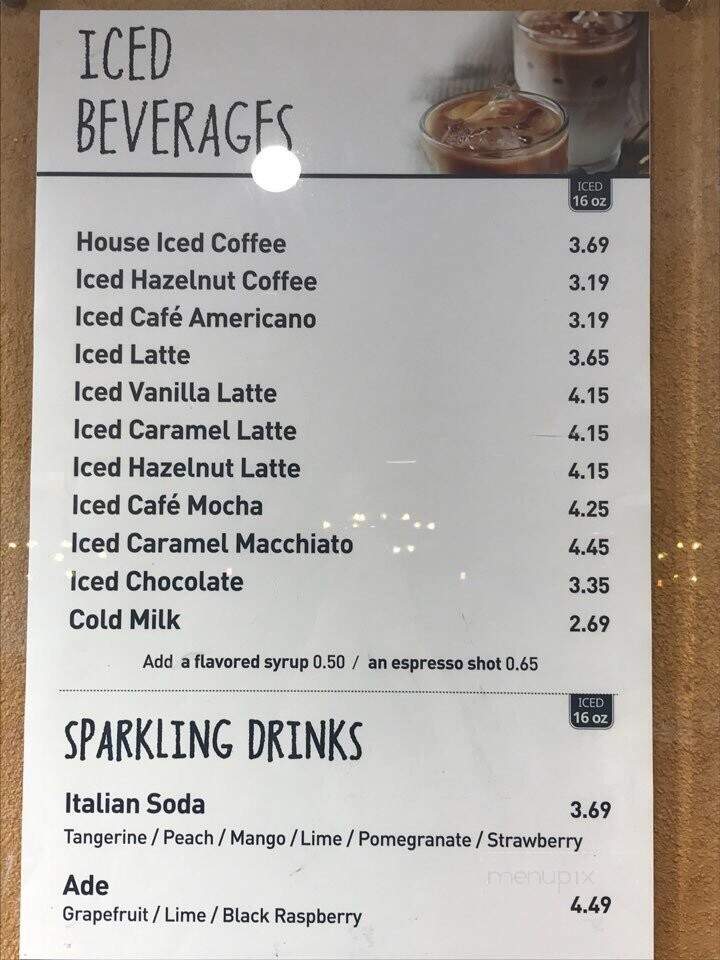 ICED
BEVERAGES
ICED
16 oz
House Iced Coffee 3.69
Iced Hazelnut Coffee 3.19
Iced Café Americano 3.19
Iced Latte 3.65
Iced Vanilla Latte 4.15
Iced Caramel Latte 4.15
Iced Hazelnut Latte 4.15
Iced Café Mocha 4.25
Iced Caramel Macchiato 4.45
Iced Chocolate 3.35
Cold Milk 2.69
Add a flavored syrup 0.50 / an espresso shot 0.65
ICED
16 oz
SPARKLING DRINKS
Italian Soda 3.69
Tangerine / Peach / Mango / Lime / Pomegranate / Strawberry
menupix
Ade 4.49
Grapefruit / Lime / Black Raspberry